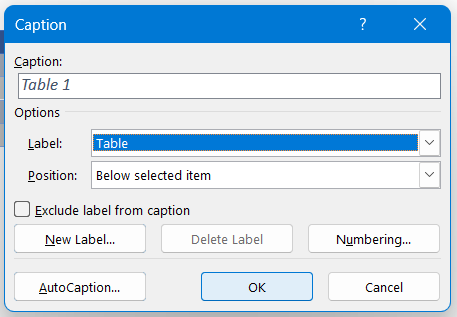 Caption ?
Caption:
Table 1
Options
Label: Table
Position: Below selected item
Exclude label from caption
New Label... Delete Label Numbering...
AutoCaption... OK Cancel